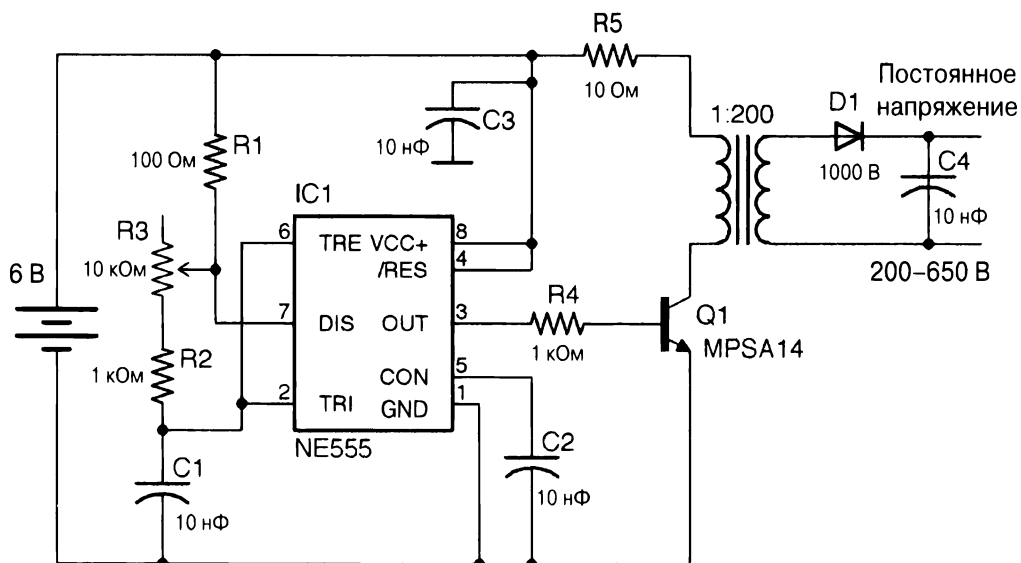 R5
10 Ом
Постоянное
напряжение
1:200
D1
1000 В
C3
10 нФ
R1
100 Ом
C4
10 нФ
IC1
R3
10 кОм
6
TRE
VCC+
8
/RES
4
6 В
200–650 В
R4
7
DIS
OUT
3
Q1
MPSA14
R2
1 кОм
1 кОм
CON
5
2
TRI
GND
1
NE555
C2
10 нФ
C1
10 нФ